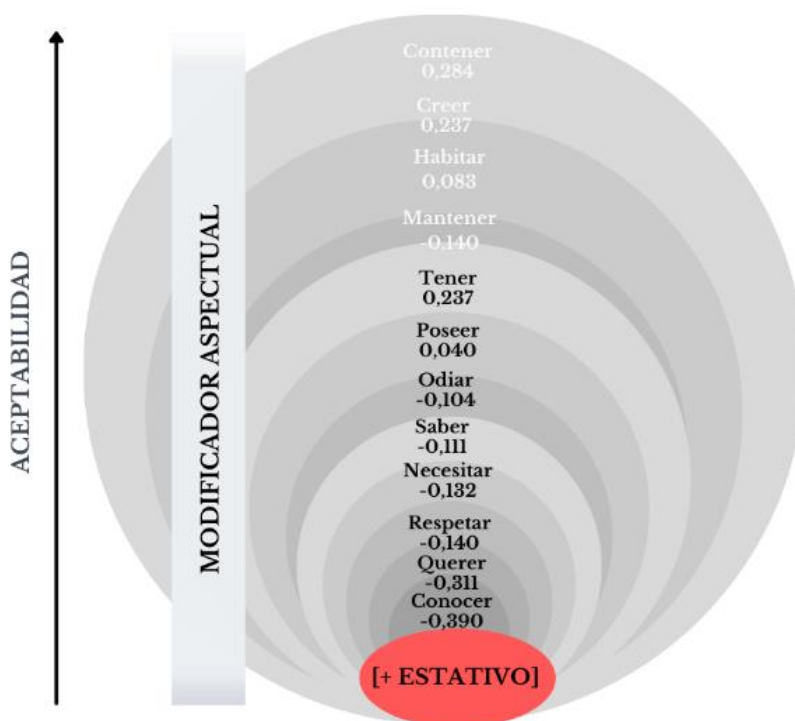 ACEPTABILIDAD
MODIFICADOR ASPECTUAL
Contener
0,284
Creer
0,237
Habitar
0,083
Mantener
-0,140
Tener
0,237
Poseer
0,040
Odiar
-0,104
Saber
-0,111
Necesitar
-0,132
Respetar
-0,140
Querer
-0,311
Conocer
-0,390
[+ ESTATIVO]